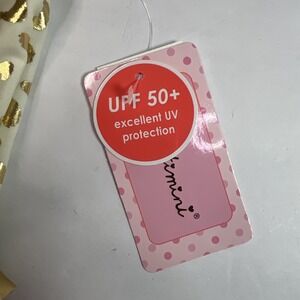 UPF 50+
excellent UV
protection